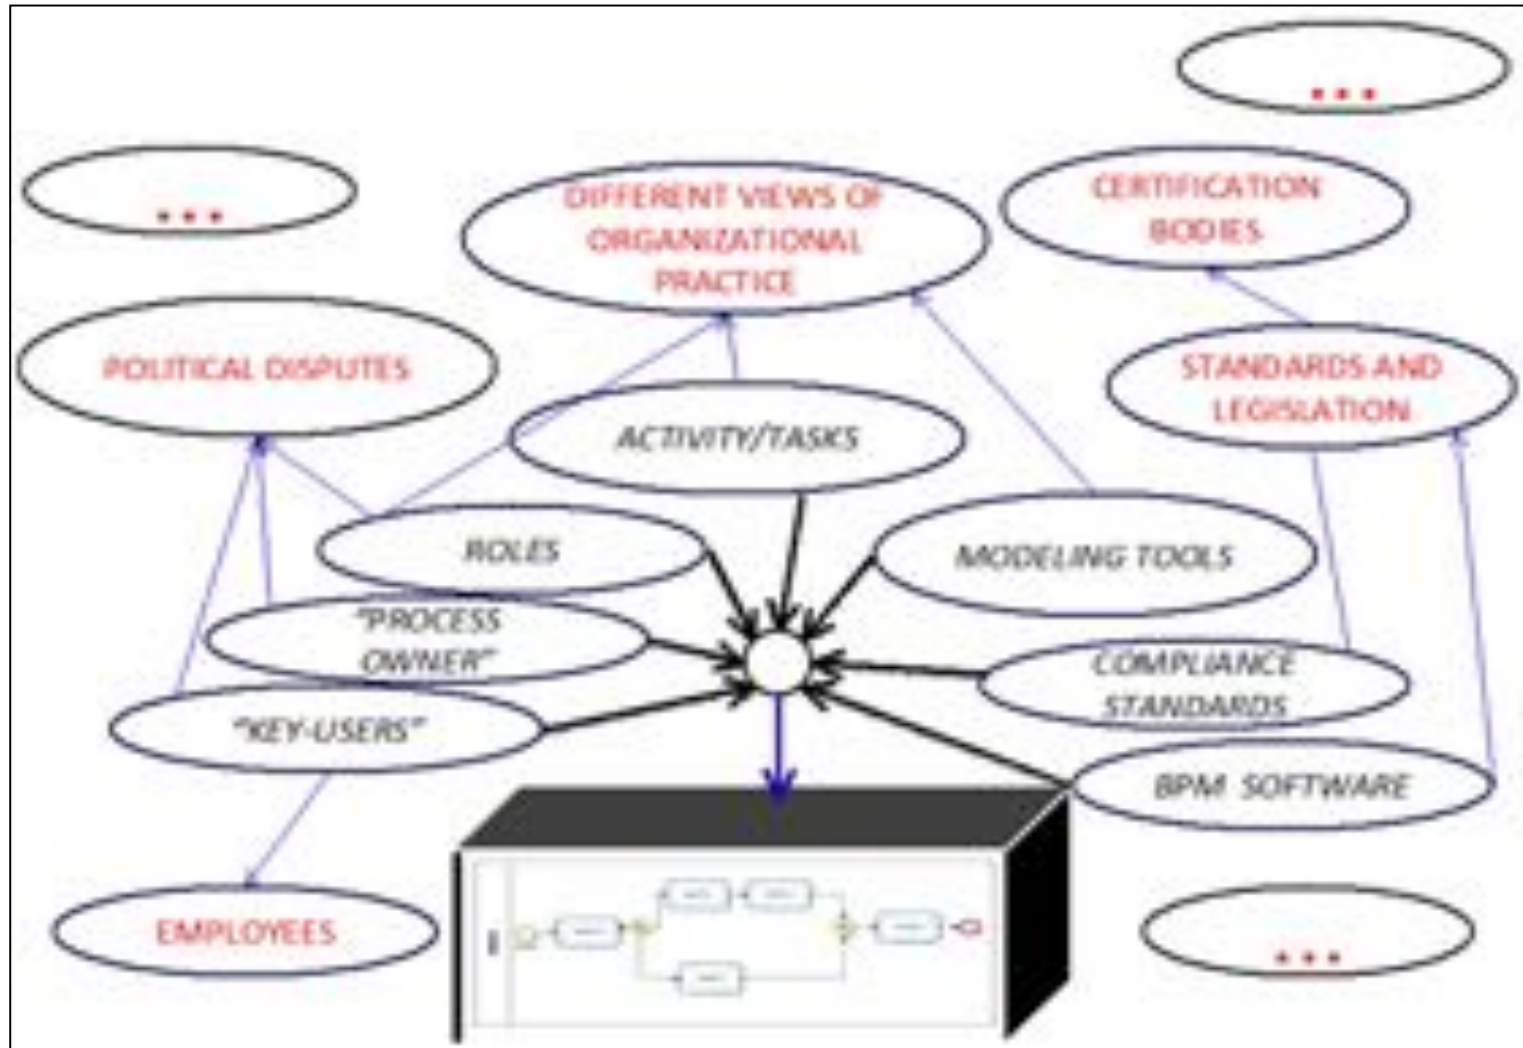 • • •
• • •
DIFFERENT VIEWS OF
ORGANIZATIONAL
PRACTICE
CERTIFICATION
BODIES
POLITICAL DISPUTES
STANDARDS AND
LEGISLATION
ACTIVITY/TASKS
ROLES
MODELING TOOLS
"PROCESS
OWNER"
COMPLIANCE
STANDARDS
"KEY-USERS"
BPM SOFTWARE
EMPLOYEES
• • •